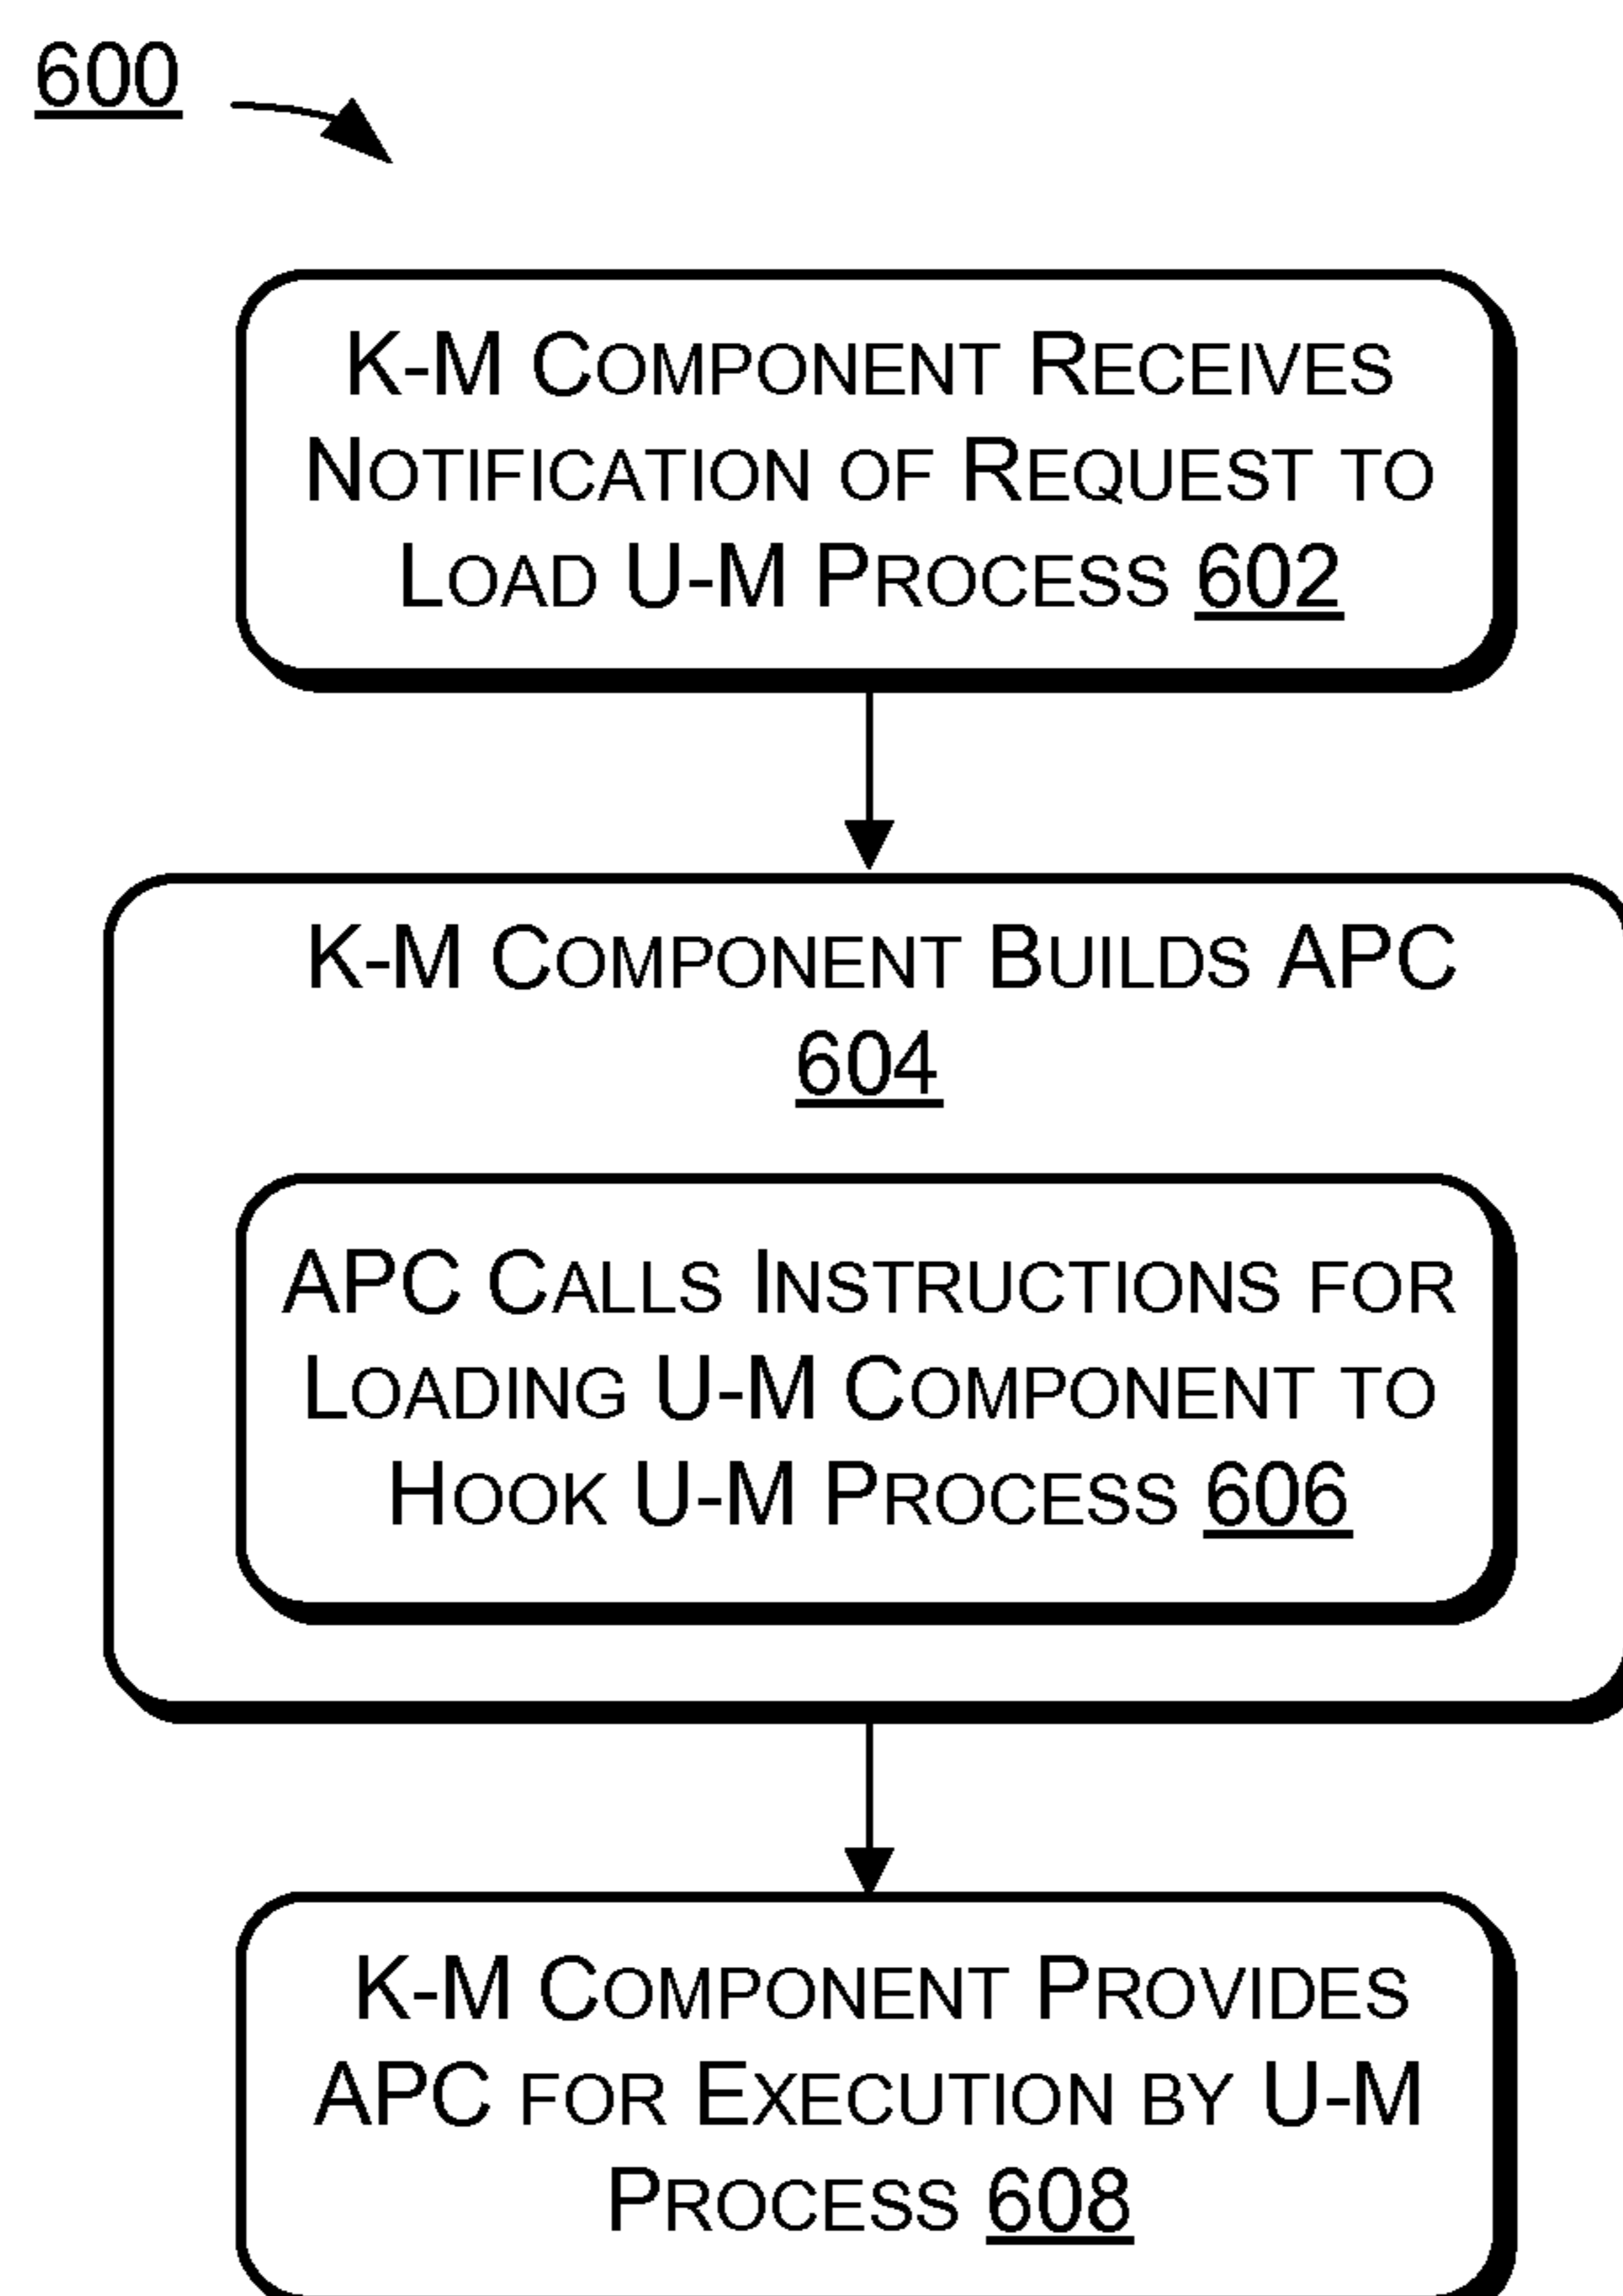 600
K-M COMPONENT RECEIVES
NOTIFICATION OF REQUEST TO
LOAD U-M PROCESS 602
K-M COMPONENT BUILDS APC
604
APC CALLS INSTRUCTIONS FOR
LOADING U-M COMPONENT TO
HOOK U-M PROCESS 606
K-M COMPONENT PROVIDES
APC FOR EXECUTION BY U-M
PROCESS 608